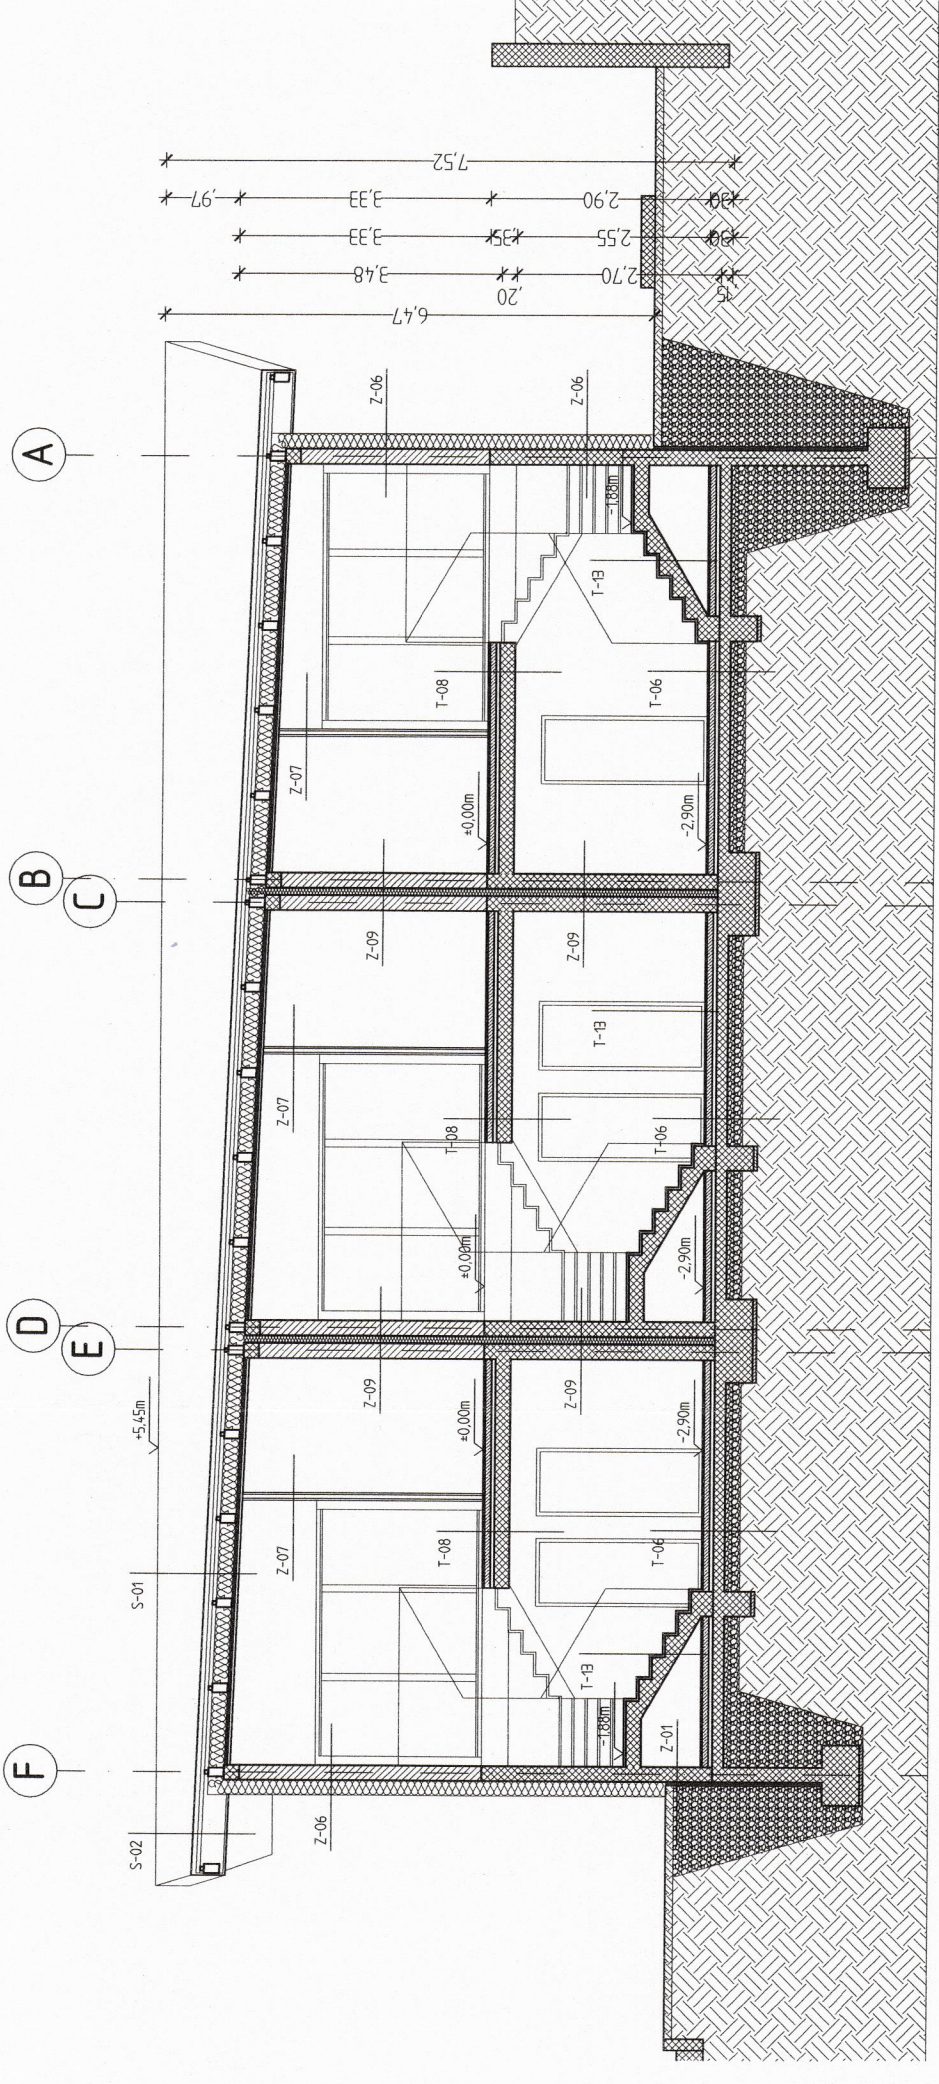 F
E
D
C
B
A
+5,45m
S-02
S-01
Z-06
Z-07
Z-09
Z-07
Z-09
Z-07
Z-06
T-08
±0,00m
±0,00m
T-08
±0,00m
T-08
Z-09
Z-09
Z-06
T-13
-1,88m
T-13
T-13
-1,88m
Z-01
T-06
-2,90m
-2,90m
T-06
-2,90m
T-06
7,52
,97
3,33
2,90
,30
3,33
,35
2,55
,30
3,48
,20
2,70
,15
6,47